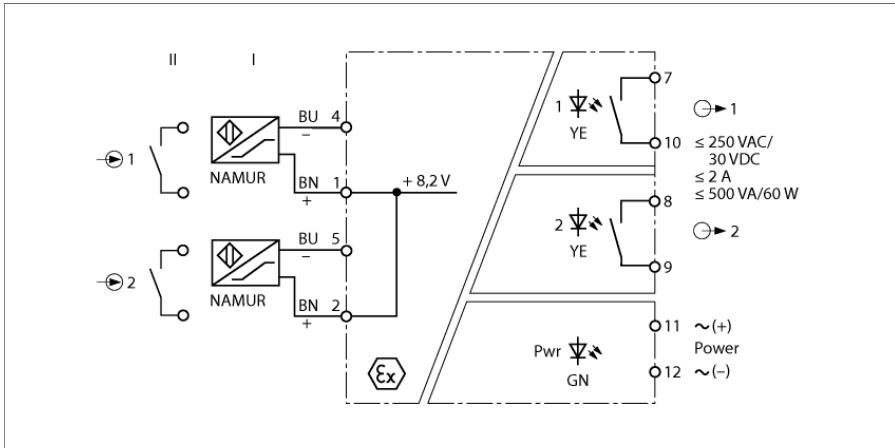 II I
BU 4
−
1
NAMUR
BN 1
+
+ 8,2 V
BU 5
−
2
NAMUR
BN 2
+
Ex
1
YE
7
1
10
≤ 250 VAC/
30 VDC
≤ 2 A
≤ 500 VA/60 W
2
YE
8
2
9
Pwr
GN
11 ~ (+)
Power
12 ~ (−)